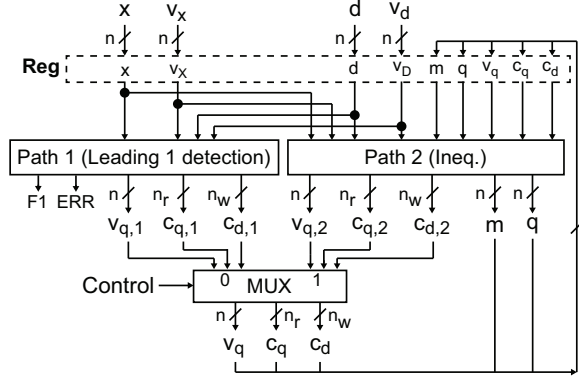 x v_x d v_d
n n n n
Reg x v_X d v_D m q v_q c_q c_d
Path 1 (Leading 1 detection) Path 2 (Ineq.)
n n_r n_w n n_r n_w n n
F1 ERR v_q,1 c_q,1 c_d,1 v_q,2 c_q,2 c_d,2 m q
0 1
Control MUX
n n_r n_w
v_q c_q c_d